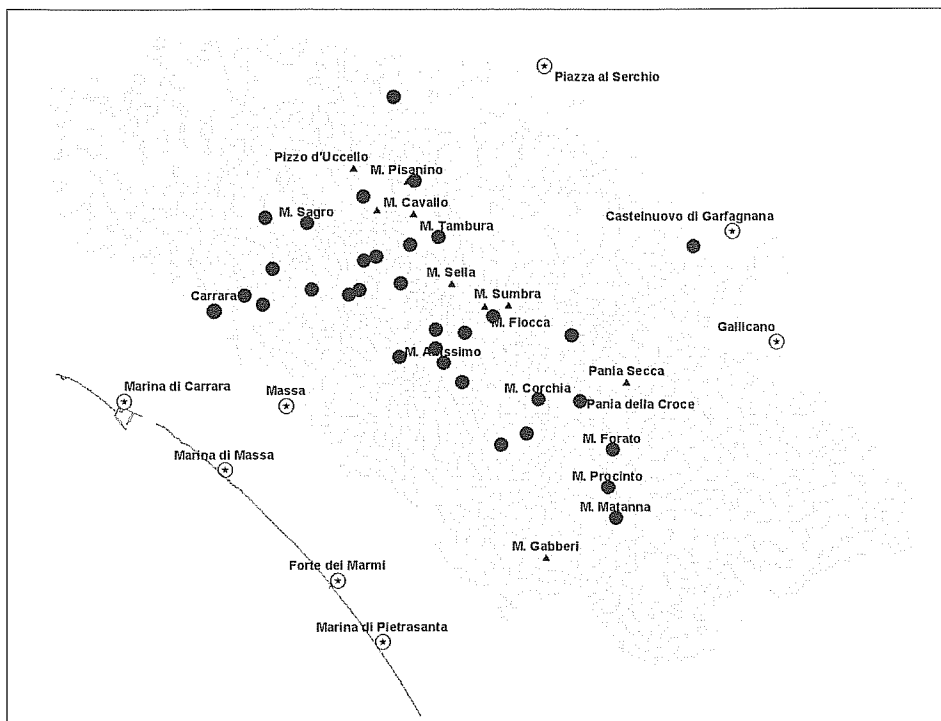 Piazza al Serchio
Pizzo d'Uccello
M. Pisanino
M. Cavallo
M. Sagro
Castelnuovo di Garfagnana
M. Tambura
M. Sella
Carrara
M. Sumbra
M. Fiocca
Gallicano
M. Altissimo
Pania Secca
Marina di Carrara
Massa
M. Corchia
Pania della Croce
M. Forato
Marina di Massa
M. Procinto
M. Matanna
M. Gabberi
Forte dei Marmi
Marina di Pietrasanta